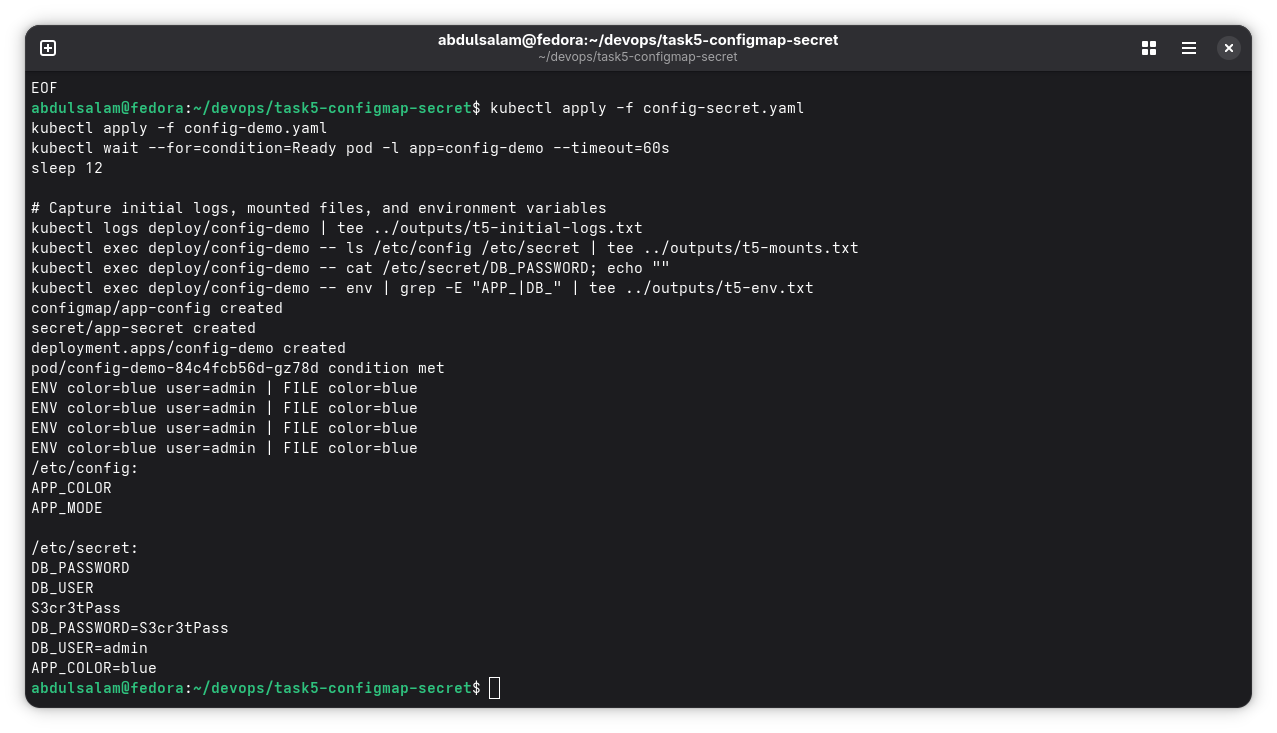 abdulsalam@fedora:~/devops/task5-configmap-secret
~/devops/task5-configmap-secret
EOF
abdulsalam@fedora:~/devops/task5-configmap-secret$ kubectl apply -f config-secret.yaml
kubectl apply -f config-demo.yaml
kubectl wait --for=condition=Ready pod -l app=config-demo --timeout=60s
sleep 12
# Capture initial logs, mounted files, and environment variables
kubectl logs deploy/config-demo | tee ../outputs/t5-initial-logs.txt
kubectl exec deploy/config-demo -- ls /etc/config /etc/secret | tee ../outputs/t5-mounts.txt
kubectl exec deploy/config-demo -- cat /etc/secret/DB_PASSWORD; echo ""
kubectl exec deploy/config-demo -- env | grep -E "APP_|DB_" | tee ../outputs/t5-env.txt
configmap/app-config created
secret/app-secret created
deployment.apps/config-demo created
pod/config-demo-84c4fcb56d-gz78d condition met
ENV color=blue user=admin | FILE color=blue
ENV color=blue user=admin | FILE color=blue
ENV color=blue user=admin | FILE color=blue
ENV color=blue user=admin | FILE color=blue
/etc/config:
APP_COLOR
APP_MODE
/etc/secret:
DB_PASSWORD
DB_USER
S3cr3tPass
DB_PASSWORD=S3cr3tPass
DB_USER=admin
APP_COLOR=blue
abdulsalam@fedora:~/devops/task5-configmap-secret$